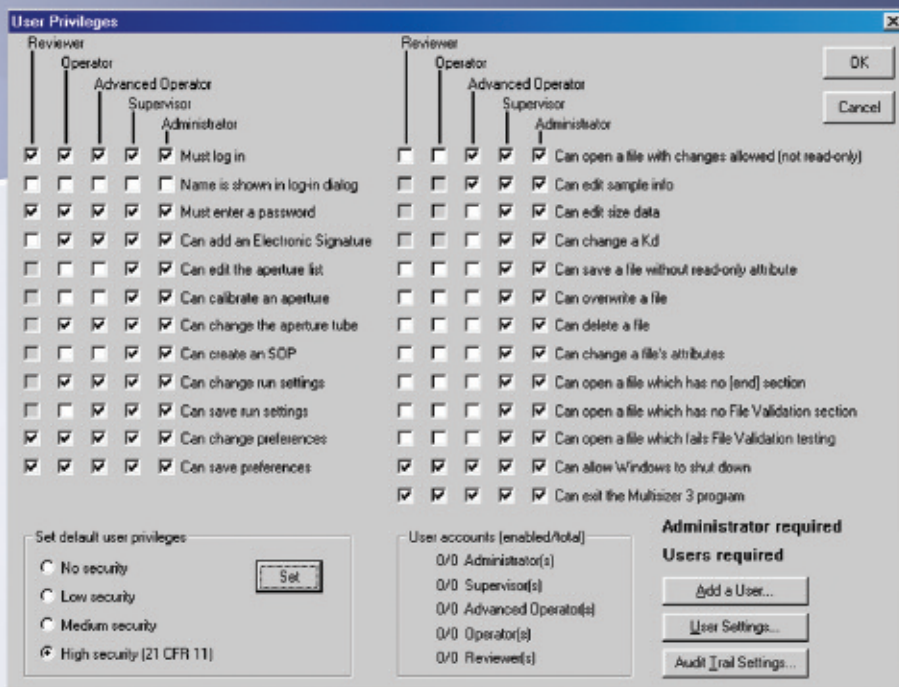 User Privileges
Reviewer
Operator
Advanced Operator
Supervisor
Administrator
Must log in
Name is shown in log-in dialog
Must enter a password
Can add an Electronic Signature
Can edit the aperture list
Can calibrate an aperture
Can change the aperture tube
Can create an SOP
Can change run settings
Can save run settings
Can change preferences
Can save preferences
Reviewer
Operator
Advanced Operator
Supervisor
Administrator
Can open a file with changes allowed (not read-only)
Can edit sample info
Can edit size data
Can change a Kd
Can save a file without read-only attribute
Can overwrite a file
Can delete a file
Can change a file's attributes
Can open a file which has no [end] section
Can open a file which has no File Validation section
Can open a file which fails File Validation testing
Can allow Windows to shut down
Can exit the Multisizer 3 program
OK
Cancel
Set default user privileges
No security
Low security
Medium security
High security (21 CFR 11)
Set
User accounts (enabled/total)
0/0 Administrator(s)
0/0 Supervisor(s)
0/0 Advanced Operator(s)
0/0 Operator(s)
0/0 Reviewer(s)
Administrator required
Users required
Add a User...
User Settings...
Audit Trail Settings...